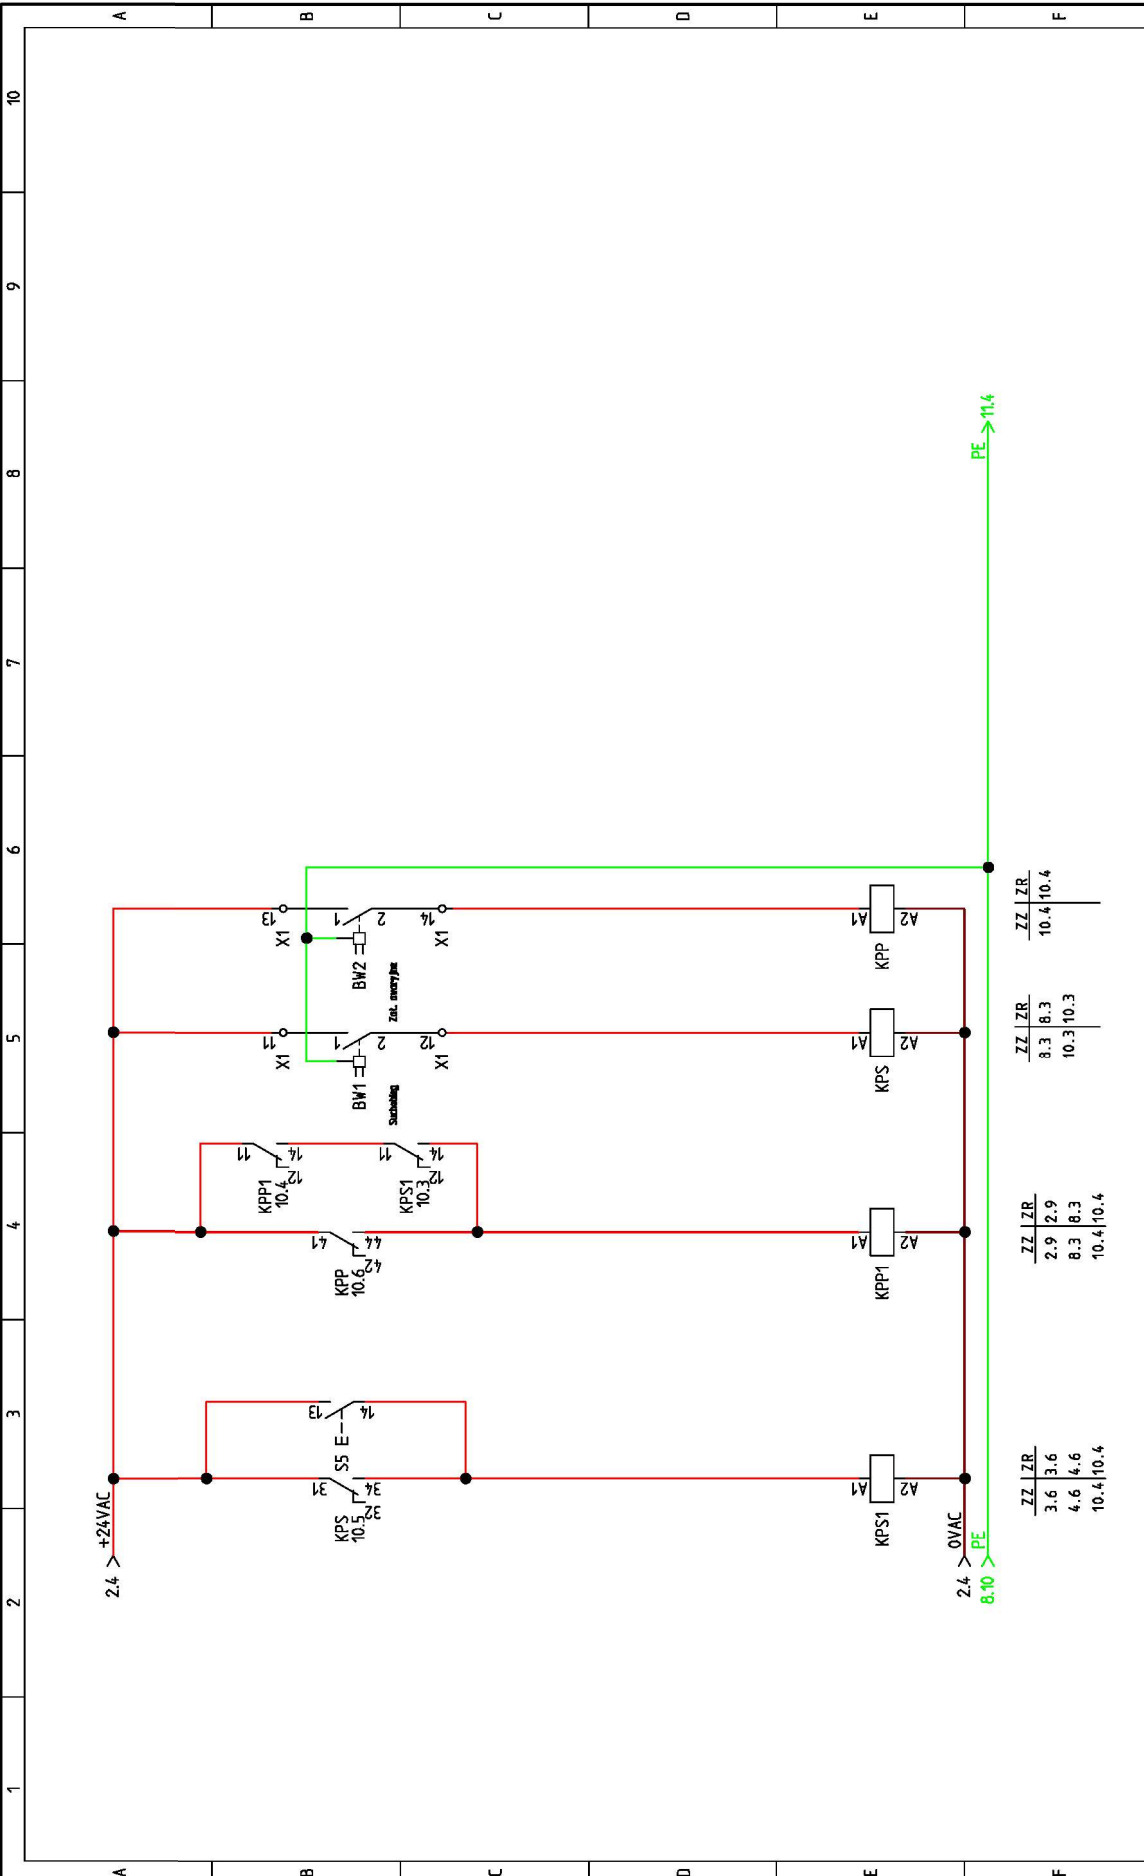 1 2 3 4 5 6 7 8 9 10
A
B
C
D
E
F
A
B
C
D
E
F
2.4
+24VAC
KPS
10.5
31
32 34
S5
13
14
KPS1
A1
A2
KPP
10.6
41
42 44
KPP1
10.4
11
12 14
KPS1
10.3
11
12 14
KPP1
A1
A2
X1
11
BW1
1
2
X1
12
KPS
A1
A2
X1
13
BW2
1
2
Zał. awaryjne
X1
14
KPP
A1
A2
2.4
0VAC
8.10
PE
PE
11.4
ZZ ZR
3.6 3.6
4.6 4.6
10.4 10.4
ZZ ZR
2.9 2.9
8.3 8.3
10.4 10.4
ZZ ZR
8.3 8.3
10.3 10.3
ZZ ZR
10.4 10.4